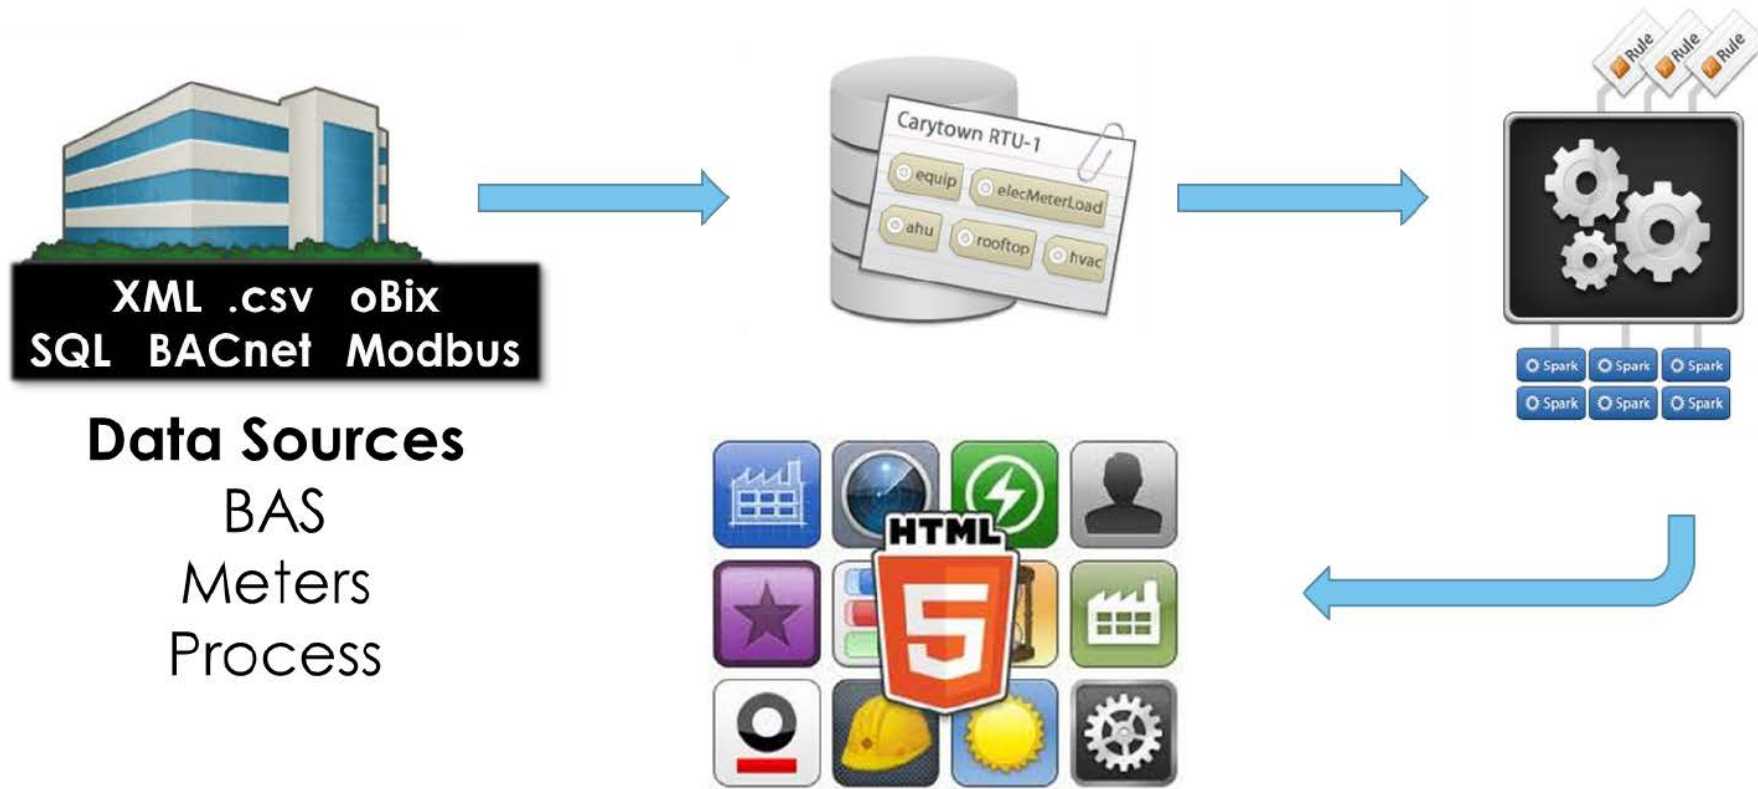 XML .csv oBix
SQL BACnet Modbus
Data Sources
BAS
Meters
Process
Carytown RTU-1
equip elecMeterLoad
ahu rooftop hvac
Rule Rule Rule
Spark Spark Spark
Spark Spark Spark
HTML
5